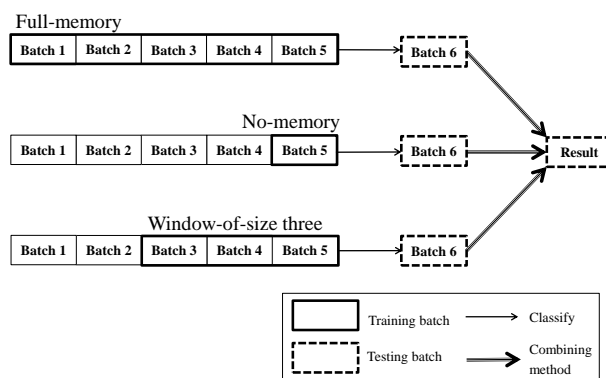 Full-memory
Batch 1 Batch 2 Batch 3 Batch 4 Batch 5 Batch 6
No-memory
Batch 1 Batch 2 Batch 3 Batch 4 Batch 5 Batch 6 Result
Window-of-size three
Batch 1 Batch 2 Batch 3 Batch 4 Batch 5 Batch 6
Training batch Classify
Testing batch Combining
method